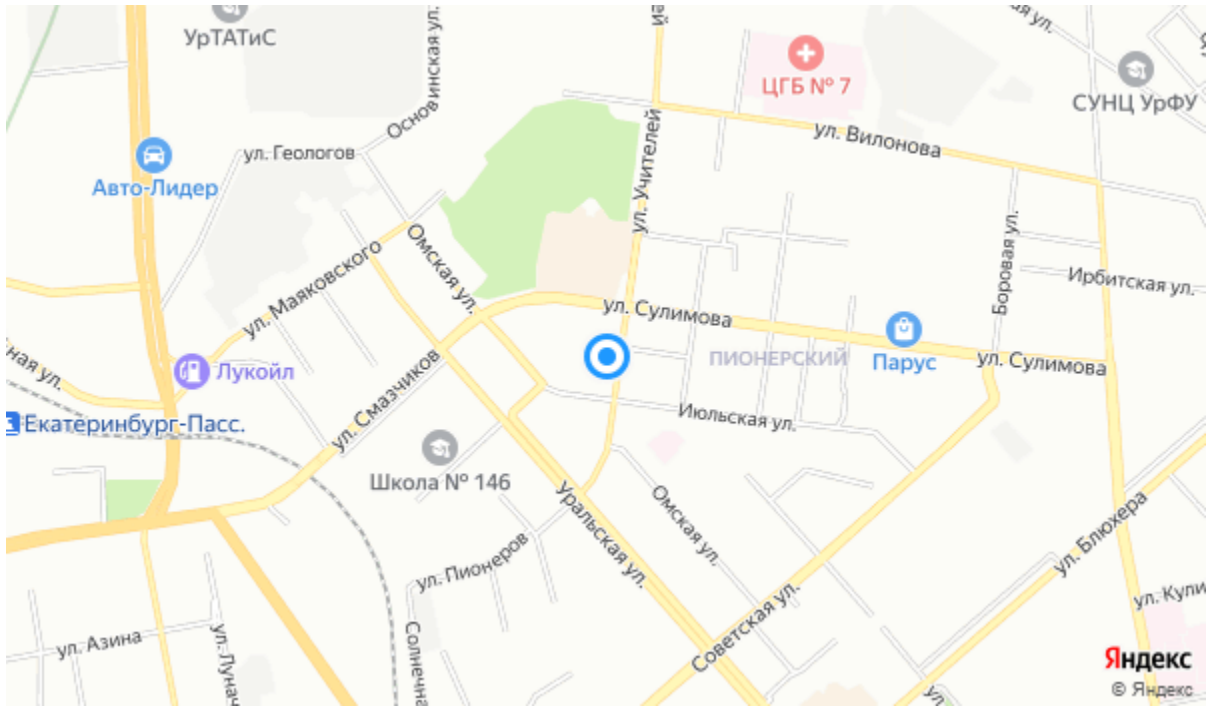 УрТАТиС
Основинская ул.
ЦГБ № 7
СУНЦ УрФУ
ул. Вилонова
ул. Геологов
ул. Учителей
Авто-Лидер
Омская ул.
ул. Маяковского
Боровая ул.
Ирбитская ул.
ул. Сулимова
ПИОНЕРСКИЙ
Парус
ул. Сулимова
Лукойл
ул. Смазчиков
Июльская ул.
Екатеринбург-Пасс.
Школа № 146
Уральская ул.
Омская ул.
ул. Блюхера
ул. Пионеров
Советская ул.
ул. Азина
Яндекс
© Яндекс